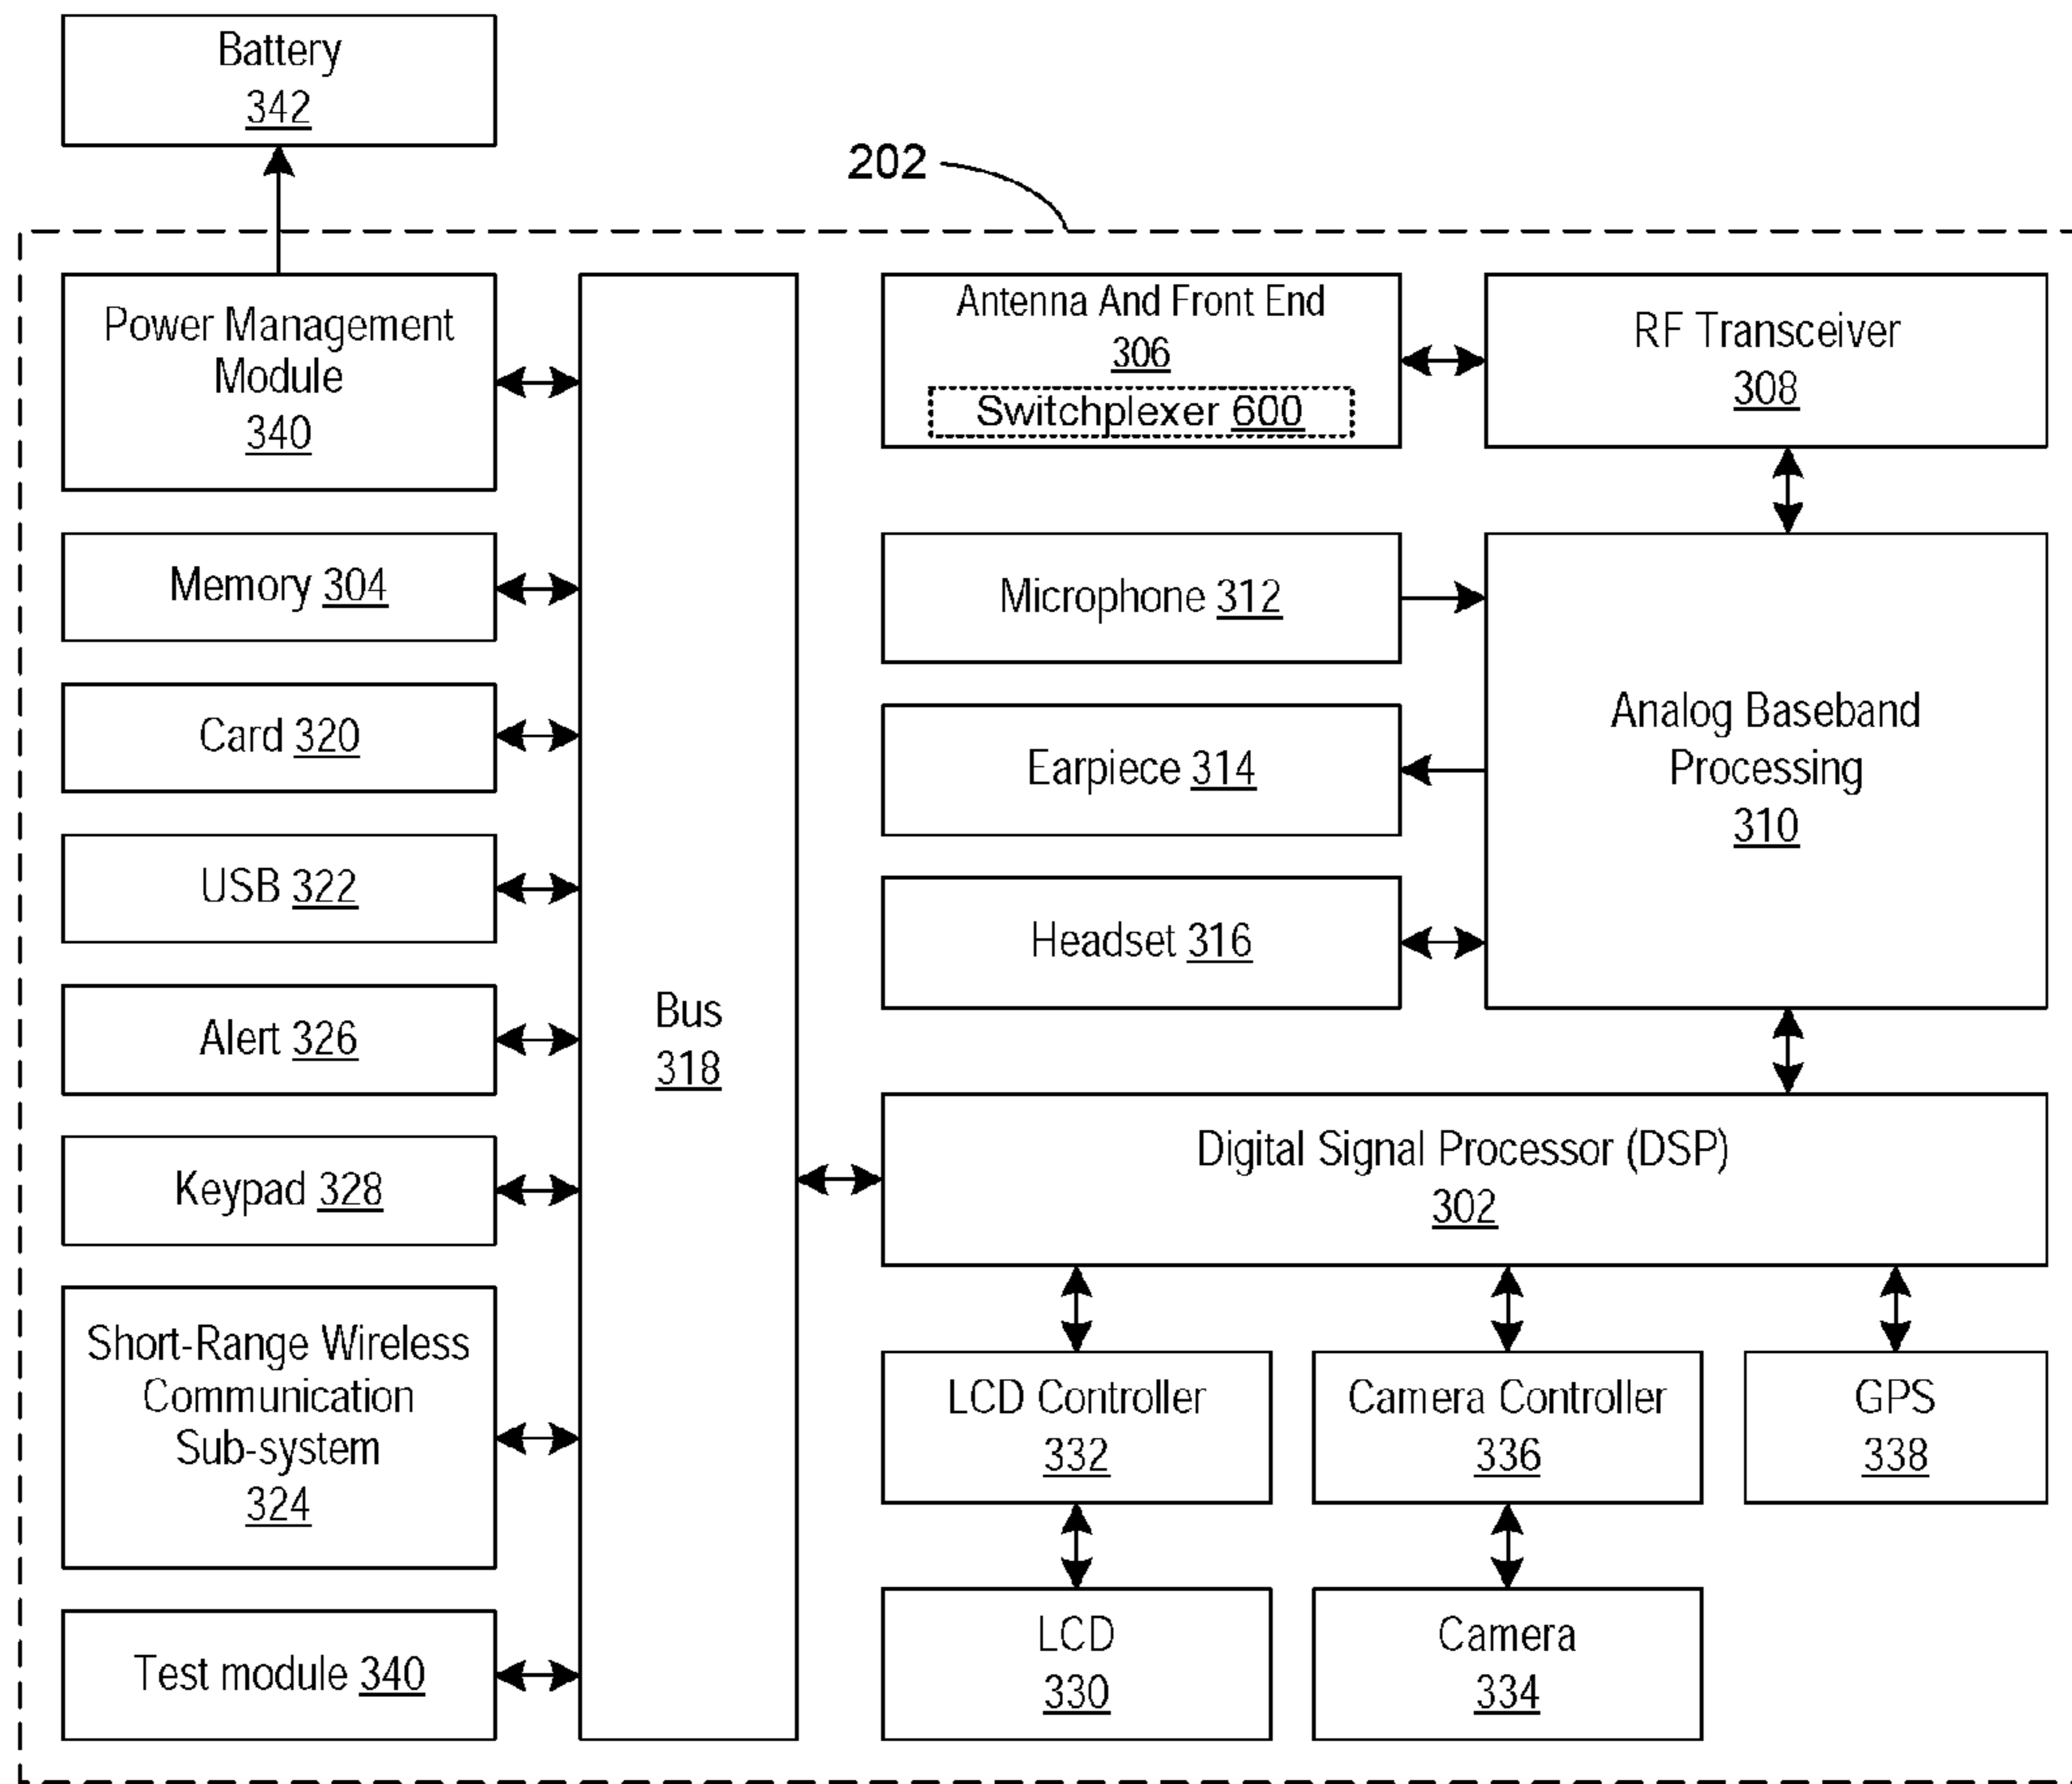 Battery
342
202
Power Management
Module
340
Memory 304
Card 320
USB 322
Alert 326
Keypad 328
Short-Range Wireless
Communication
Sub-system
324
Test module 340
Bus
318
Antenna And Front End
306
Switchplexer 600
RF Transceiver
308
Microphone 312
Earpiece 314
Headset 316
Analog Baseband
Processing
310
Digital Signal Processor (DSP)
302
LCD Controller
332
Camera Controller
336
GPS
338
LCD
330
Camera
334